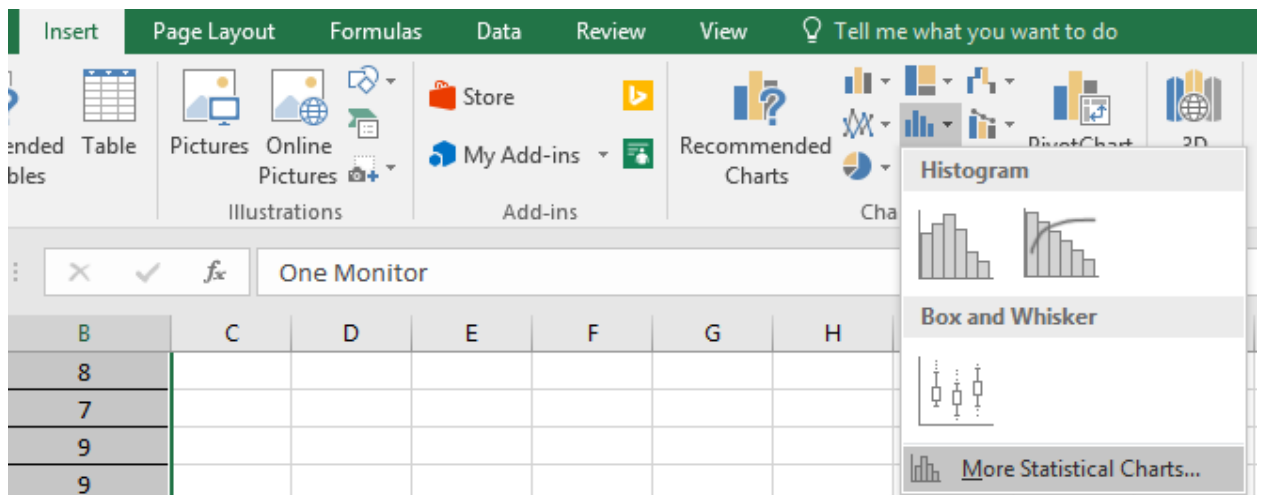 Insert Page Layout Formulas Data Review View Tell me what you want to do
Table
Pictures
Online
Pictures
Store
My Add-ins
Recommended
Charts
Illustrations
Add-ins
Histogram
Box and Whisker
More Statistical Charts...
fx One Monitor
B C D E F G H
8
7
9
9